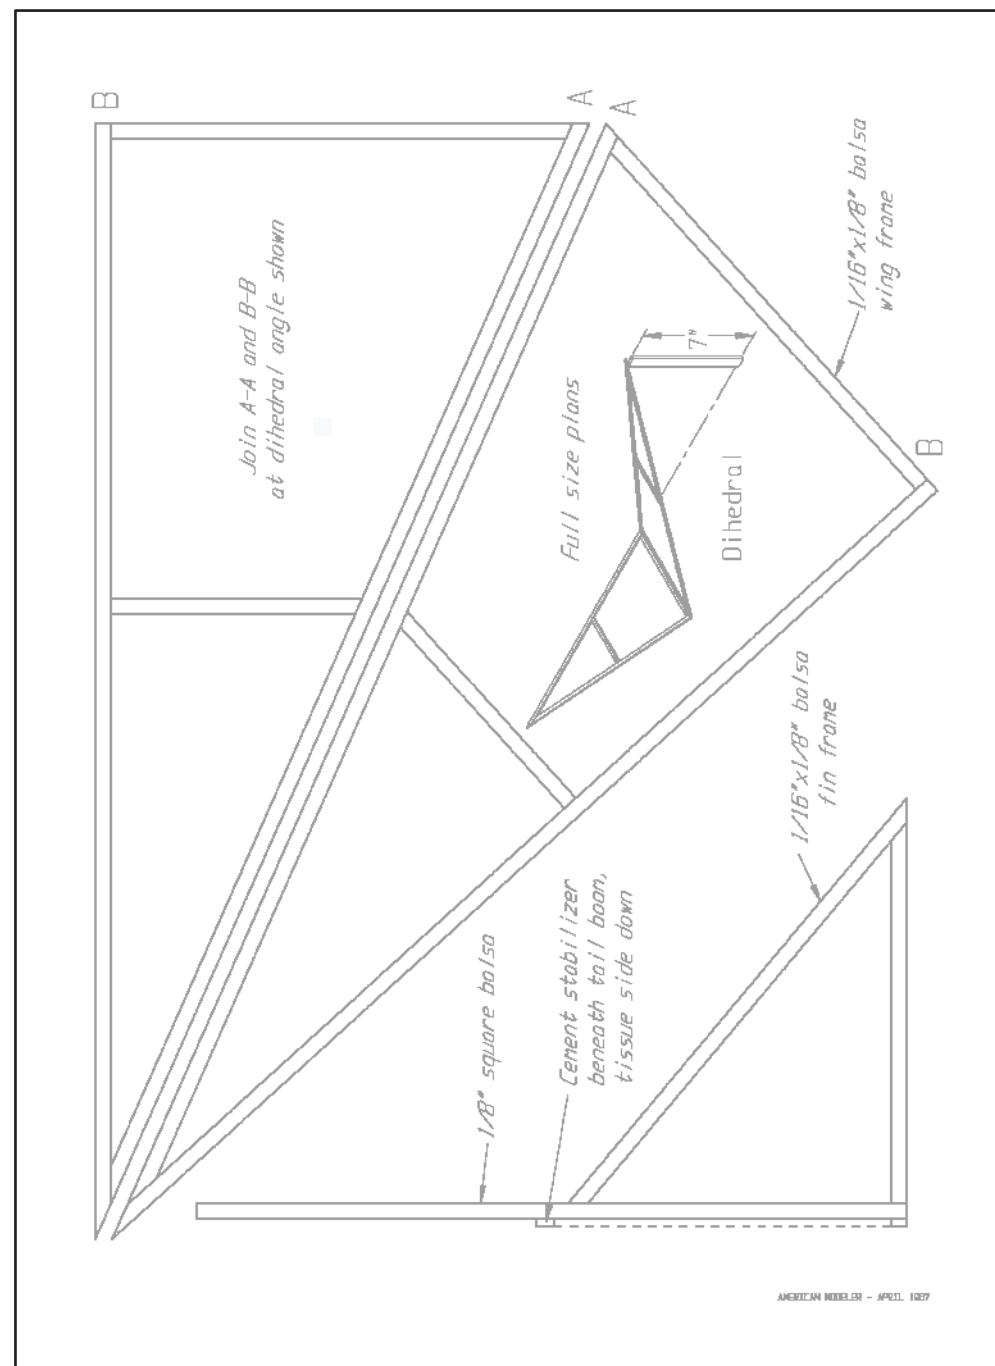 B
A
A
Join A-A and B-B
at dihedral angle shown
1/16"x1/8" balsa
wing frame
7"
Full size plans
Dihedral
B
1/16"x1/8" balsa
fin frame
1/8" square balsa
Cement stabilizer
beneath tail boom,
tissue side down
AMERICAN MODELER - APRIL